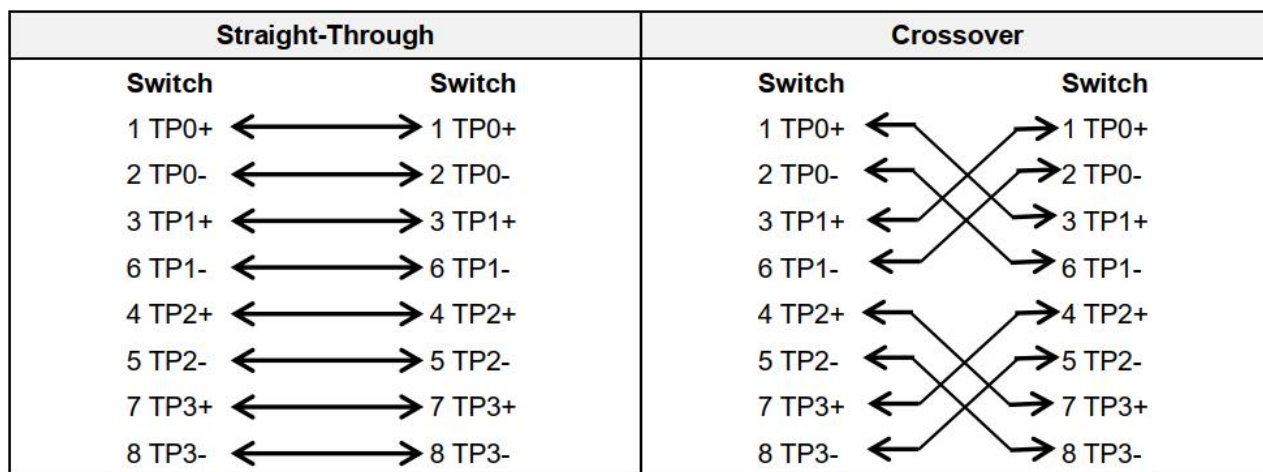 Straight-Through
Crossover
Switch Switch
1 TP0+ 1 TP0+
2 TP0- 2 TP0-
3 TP1+ 3 TP1+
6 TP1- 6 TP1-
4 TP2+ 4 TP2+
5 TP2- 5 TP2-
7 TP3+ 7 TP3+
8 TP3- 8 TP3-
Switch Switch
1 TP0+ 1 TP0+
2 TP0- 2 TP0-
3 TP1+ 3 TP1+
6 TP1- 6 TP1-
4 TP2+ 4 TP2+
5 TP2- 5 TP2-
7 TP3+ 7 TP3+
8 TP3- 8 TP3-